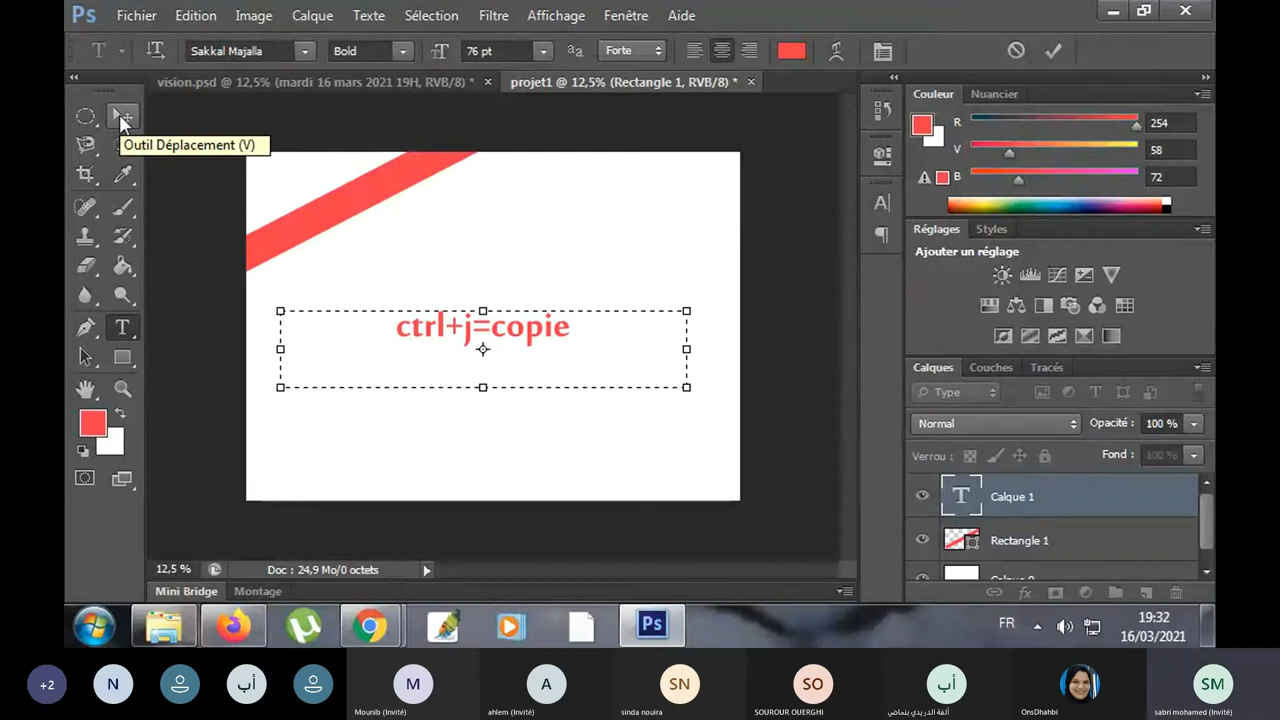 Ps Fichier Edition Image Calque Texte Sélection Filtre Affichage Fenêtre Aide
T Sakkal Majalla Bold 76 pt aa Forte
vision.psd @ 12,5% (mardi 16 mars 2021 19H, RVB/8) * × projet1 @ 12,5% (Rectangle 1, RVB/8) * ×
Outil Déplacement (V)
ctrl+j=copie
Couleur Nuancier
R 254
V 58
B 72
Réglages Styles
Ajouter un réglage
Calques Couches Tracés
Type
Normal Opacité : 100 %
Verrou : Fond : 100 %
T Calque 1
Rectangle 1
12,5 % Doc : 24,9 Mo/0 octets
Mini Bridge Montage
Ps FR 19:32
16/03/2021
+2 N أب M A SN SO أب SM
Mounib (Invité) ahlem (Invité) sinda nouira SOUROUR OUERGHI ألفة الدريدي بنماضي OnsDhahbi sabri mohamed (Invité)